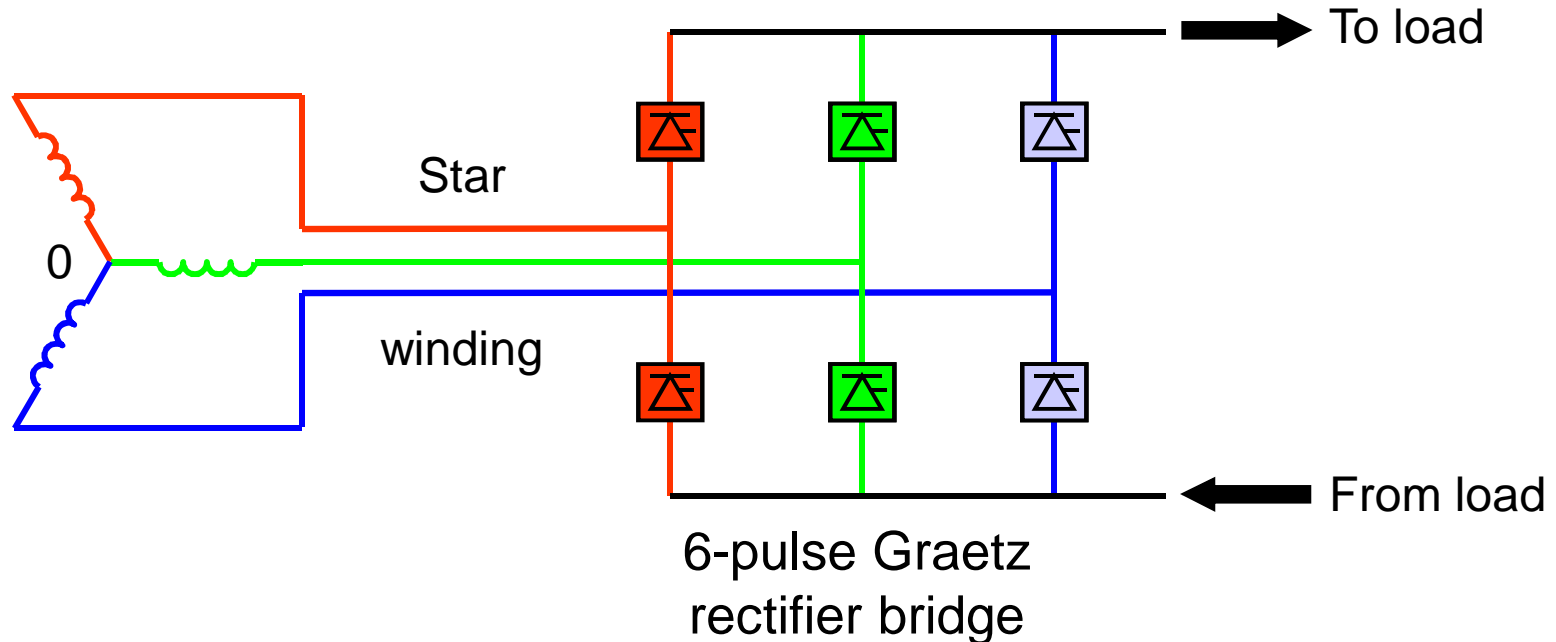 To load
Star
0
winding
From load
6-pulse Graetz
rectifier bridge